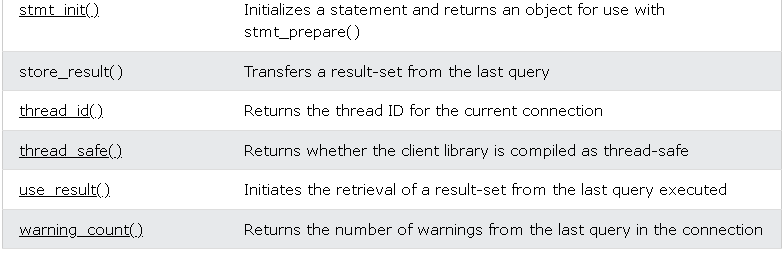 stmt_init() Initializes a statement and returns an object for use with
stmt_prepare()
store_result() Transfers a result-set from the last query
thread_id() Returns the thread ID for the current connection
thread_safe() Returns whether the client library is compiled as thread-safe
use_result() Initiates the retrieval of a result-set from the last query executed
warning_count() Returns the number of warnings from the last query in the connection